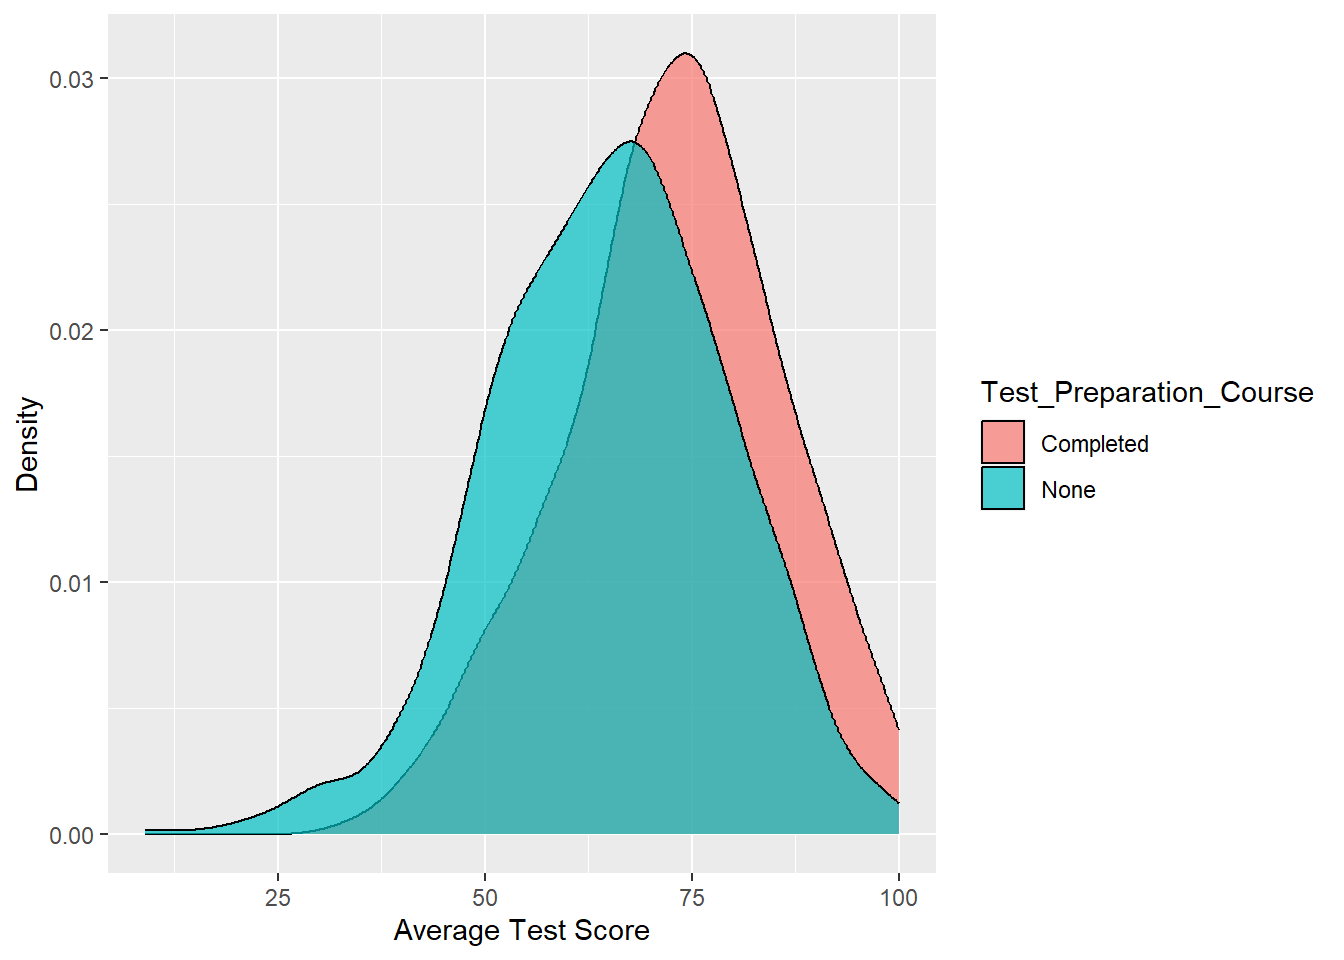 0.03
0.02
0.01
0.00
Density
25 50 75 100
Average Test Score
Test_Preparation_Course
Completed
None